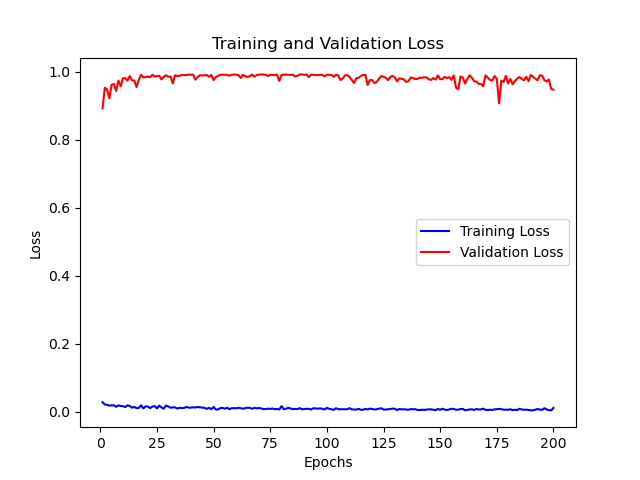 Training and Validation Loss
1.0
0.8
0.6
0.4
0.2
0.0
Loss
Training Loss
Validation Loss
0 25 50 75 100 125 150 175 200
Epochs